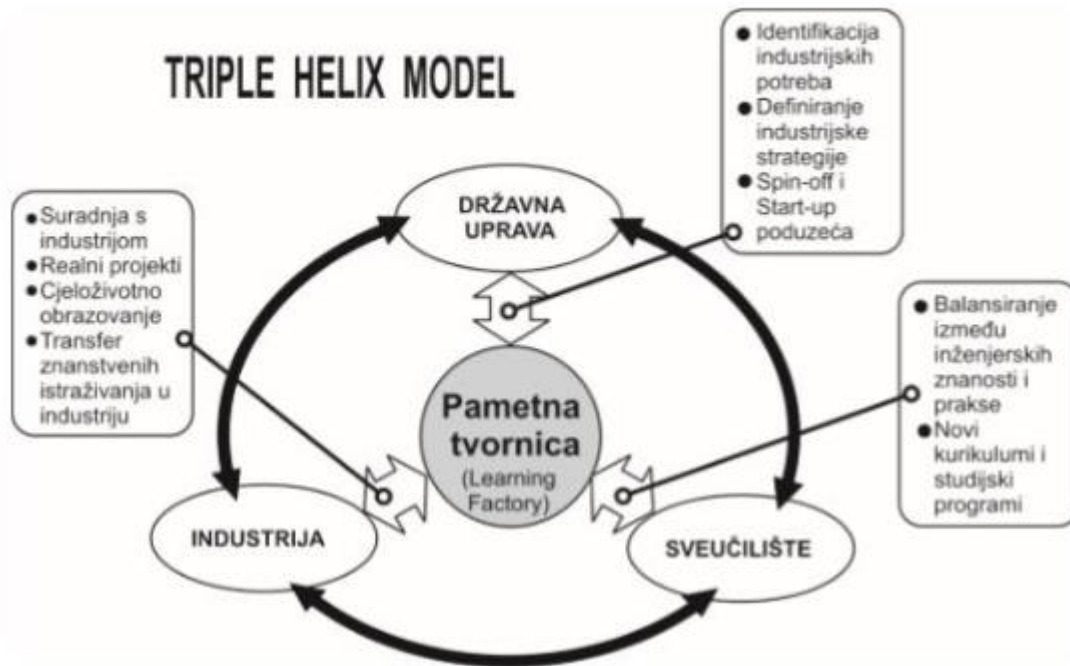 TRIPLE HELIX MODEL
● Identifikacija
industrijskih
potreba
● Definiranje
industrijske
strategije
● Spin-off i
Start-up
poduzeća
DRŽAVNA
UPRAVA
● Suradnja s
industrijom
● Realni projekti
● Cjeloživotno
obrazovanje
● Transfer
znanstvenih
istraživanja u
industriju
● Balansiranje
između
inženjerskih
znanosti i
prakse
● Novi
kurikulumi i
studijski
programi
Pametna
tvornica
(Learning
Factory)
INDUSTRIJA
SVEUČILIŠTE